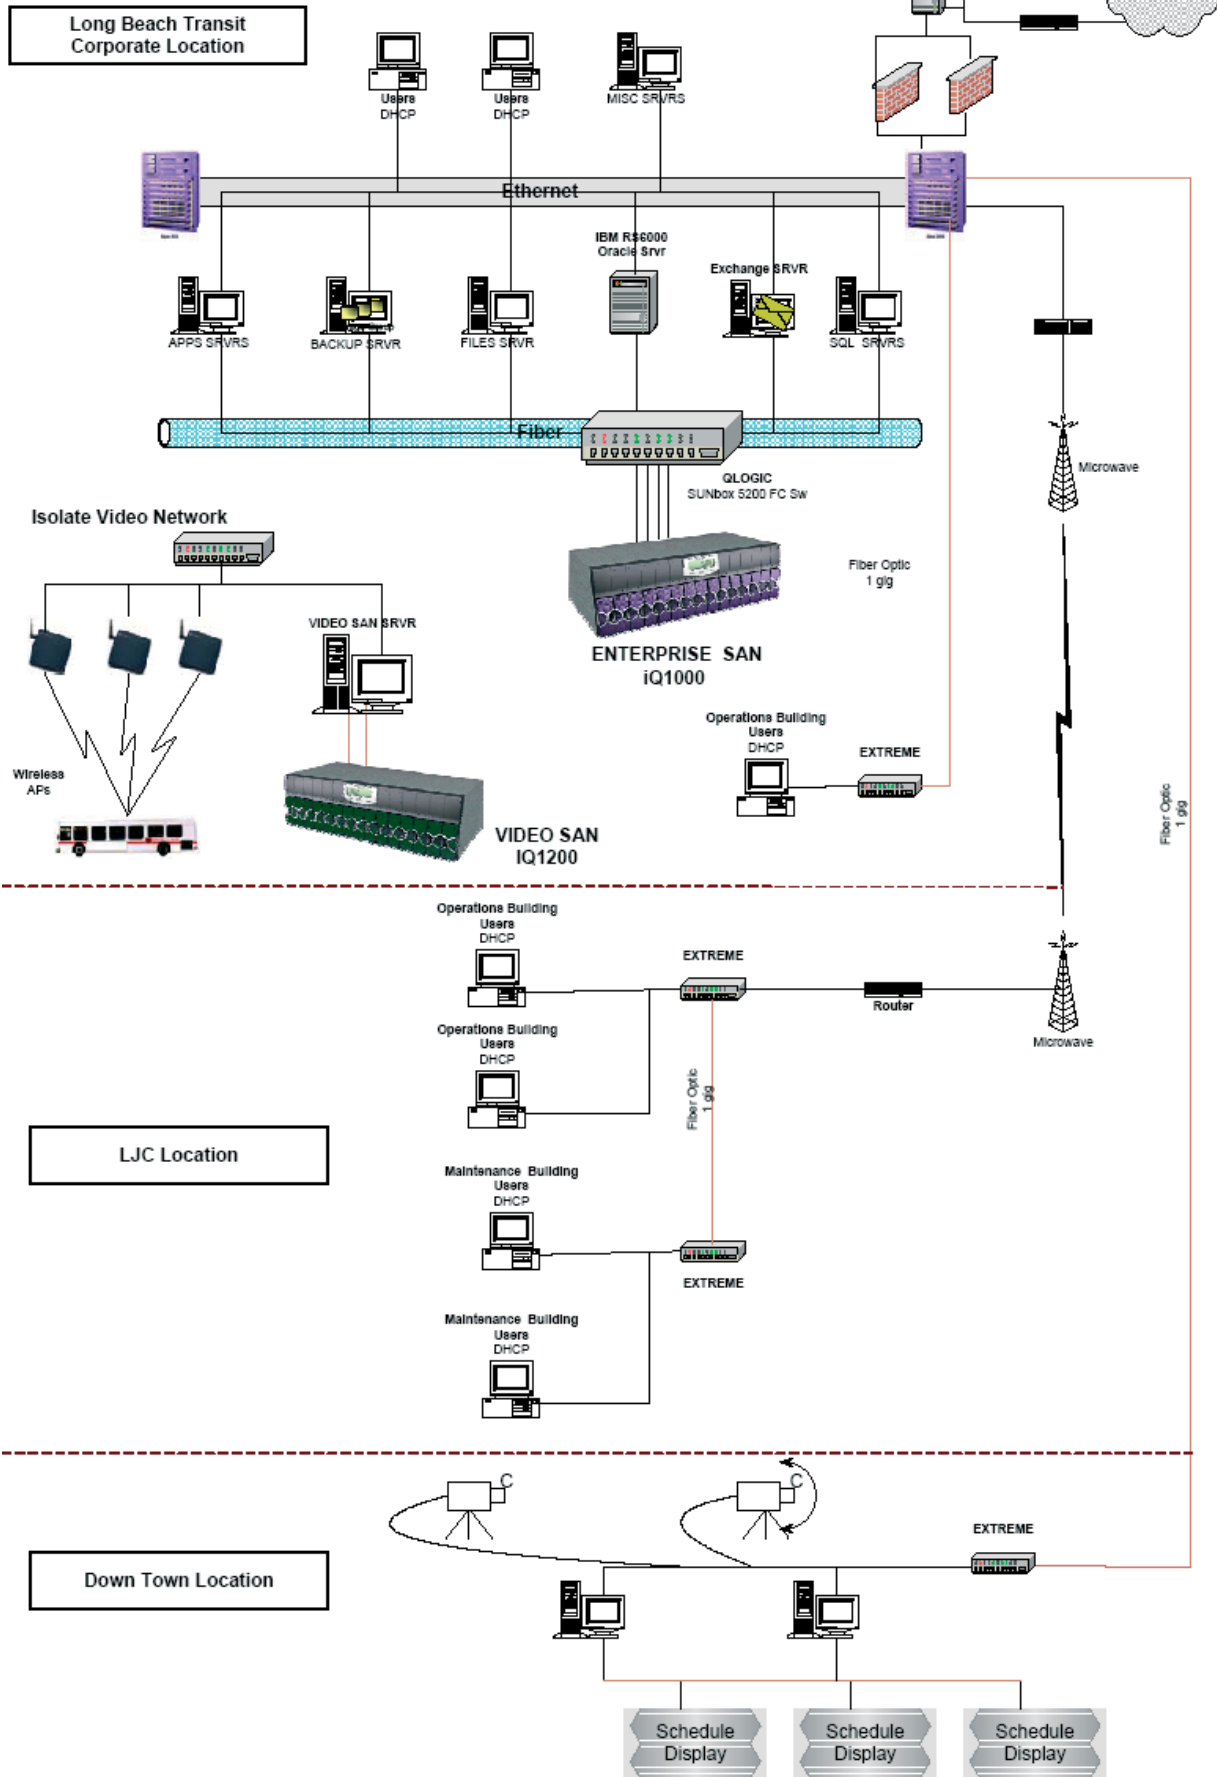 Long Beach Transit
Corporate Location
Users
DHCP
Users
DHCP
MISC SRVRS
Ethernet
IBM RS6000
Oracle Srvr
Exchange SRVR
APPS SRVRS
BACKUP SRVR
FILES SRVR
SQL SRVRS
Fiber
QLOGIC
SUNbox 5200 FC Sw
Microwave
Isolate Video Network
Fiber Optic
1 gig
VIDEO SAN SRVR
ENTERPRISE SAN
iQ1000
Operations Building
Users
DHCP
EXTREME
Wireless
APs
VIDEO SAN
IQ1200
Fiber Optic
1 gig
Operations Building
Users
DHCP
EXTREME
Router
Operations Building
Users
DHCP
Microwave
Fiber Optic
1 gig
LJC Location
Maintenance Building
Users
DHCP
EXTREME
Maintenance Building
Users
DHCP
C
C
EXTREME
Down Town Location
Schedule
Display
Schedule
Display
Schedule
Display